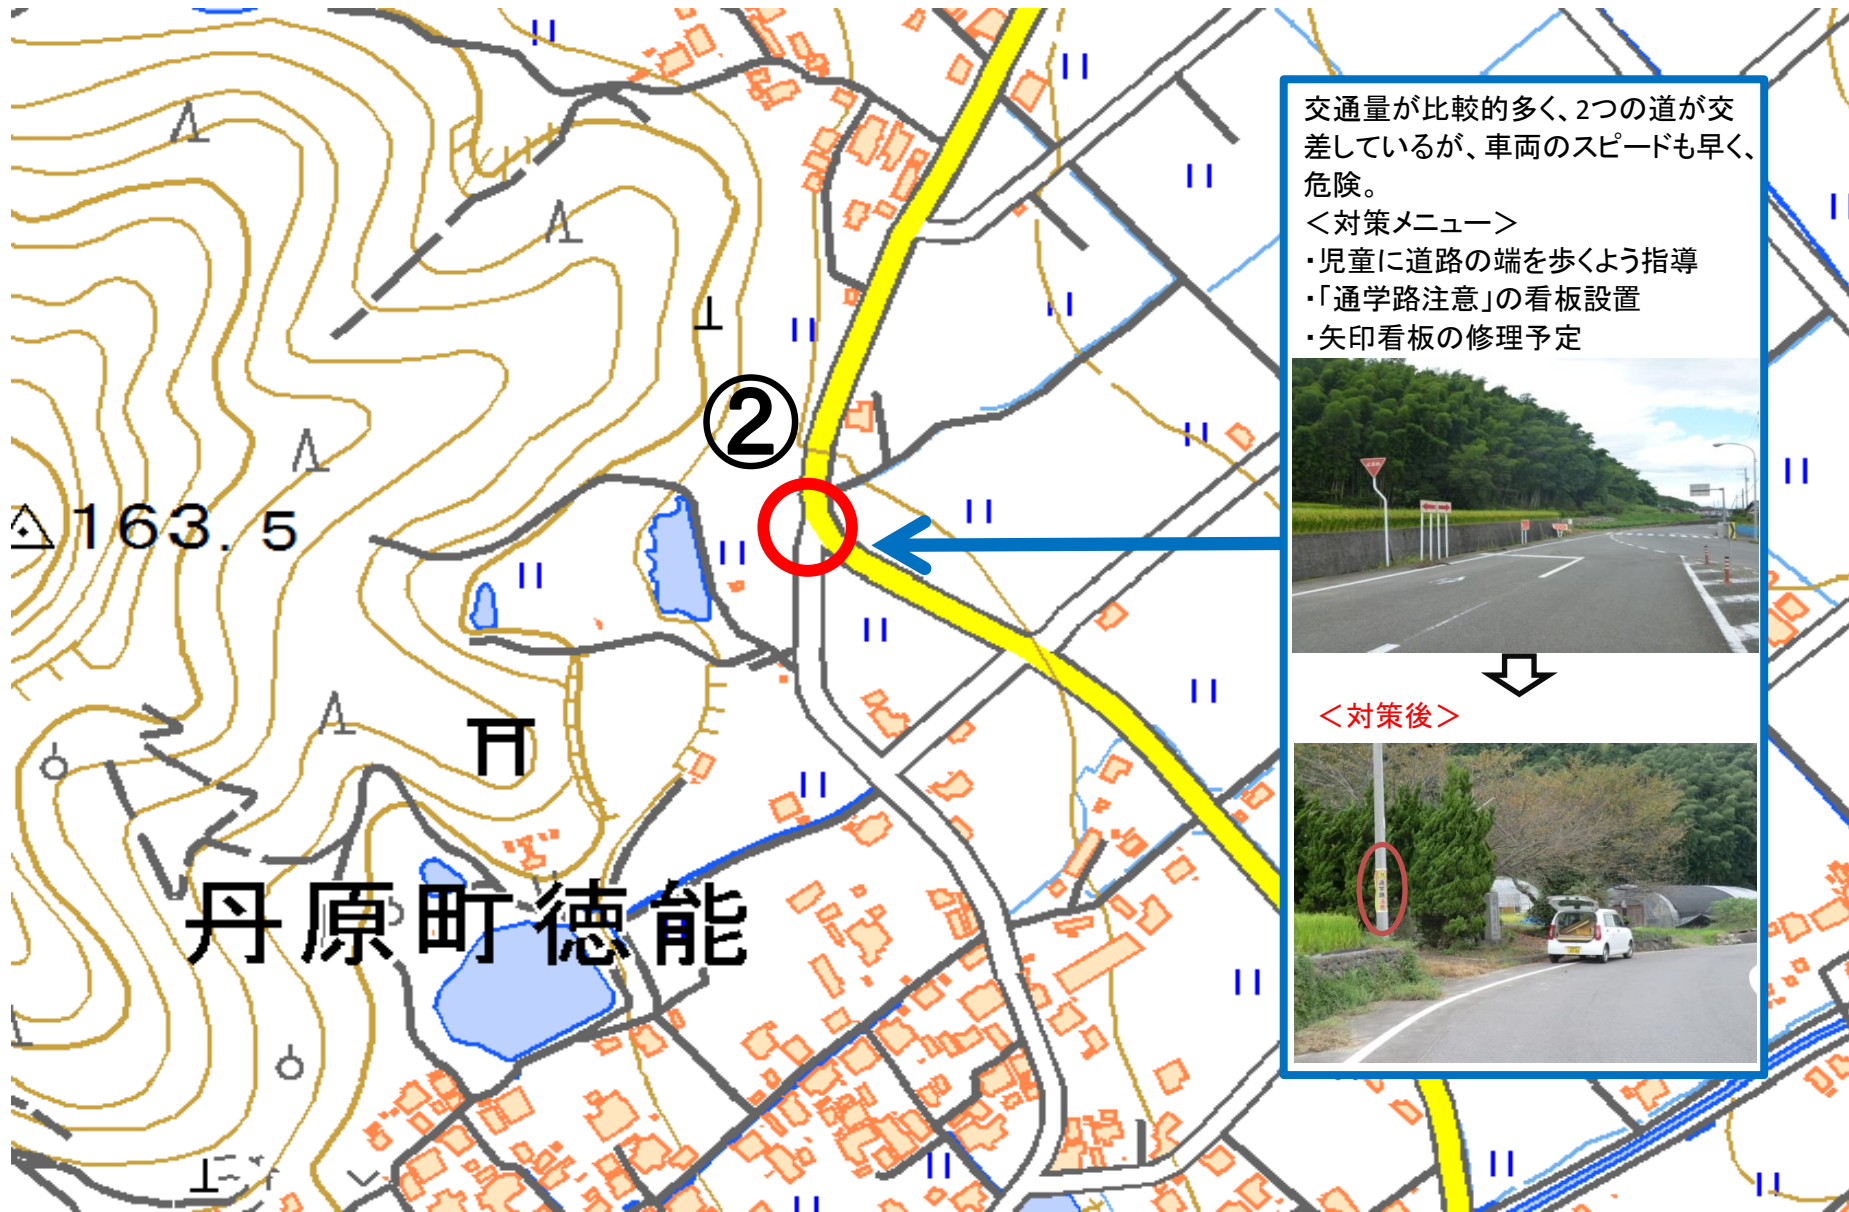 交通量が比較的多く、2つの道が交
差しているが、車両のスピードも早く、
危険。
＜対策メニュー＞
・児童に道路の端を歩くよう指導
・「通学路注意」の看板設置
・矢印看板の修理予定
②
163.5
＜対策後＞
丹原町徳能